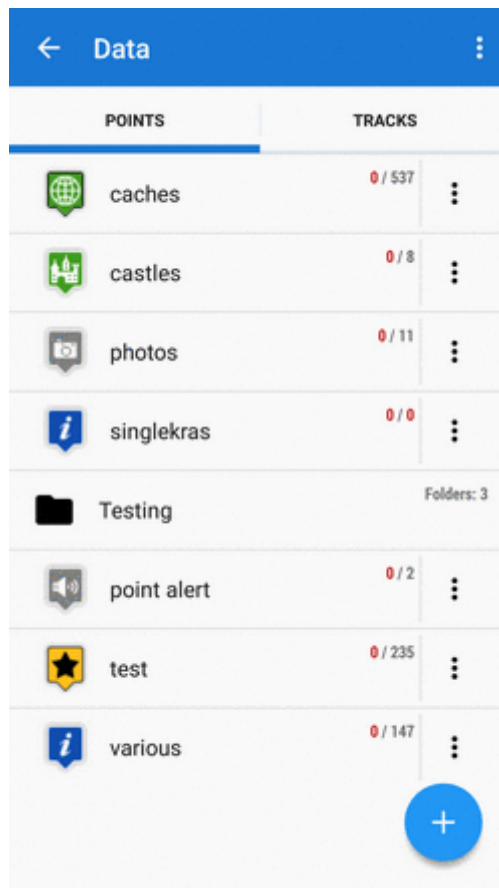 Data
POINTS
TRACKS
caches
0 / 537
castles
0 / 8
photos
0 / 11
i
singlekras
0 / 0
Testing
Folders: 3
point alert
0 / 2
test
0 / 235
i
various
0 / 147